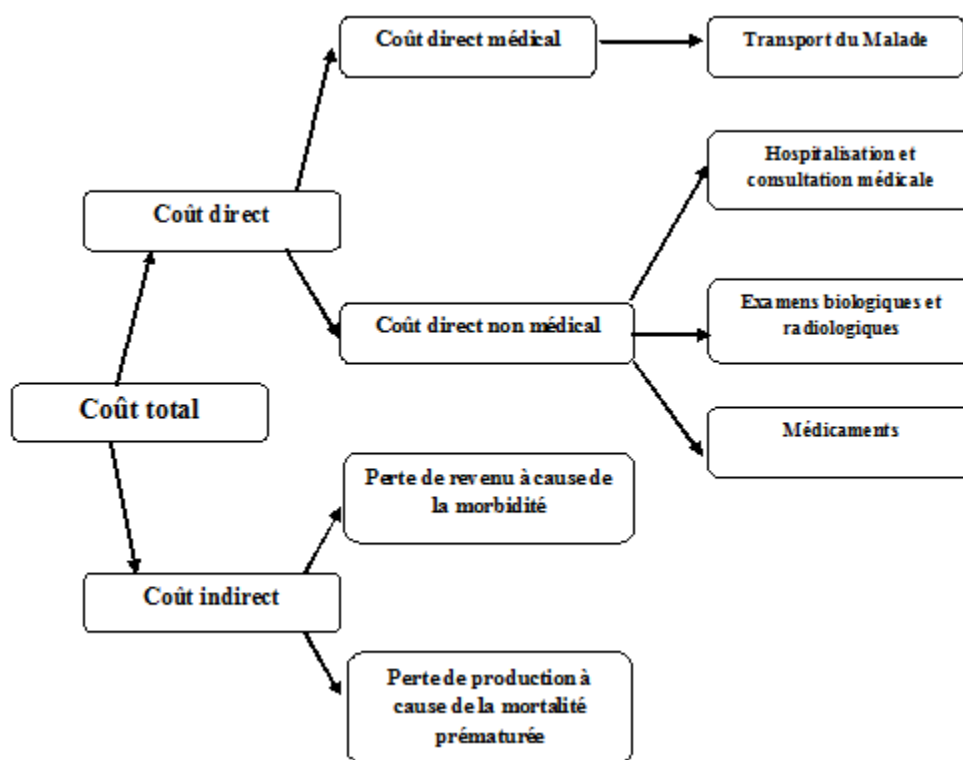 Coût direct médical
Transport du Malade
Hospitalisation et
consultation médicale
Coût direct
Examens biologiques et
radiologiques
Coût direct non médical
Coût total
Médicaments
Perte de revenu à cause de
la morbidité
Coût indirect
Perte de production à
cause de la mortalité
prématurée